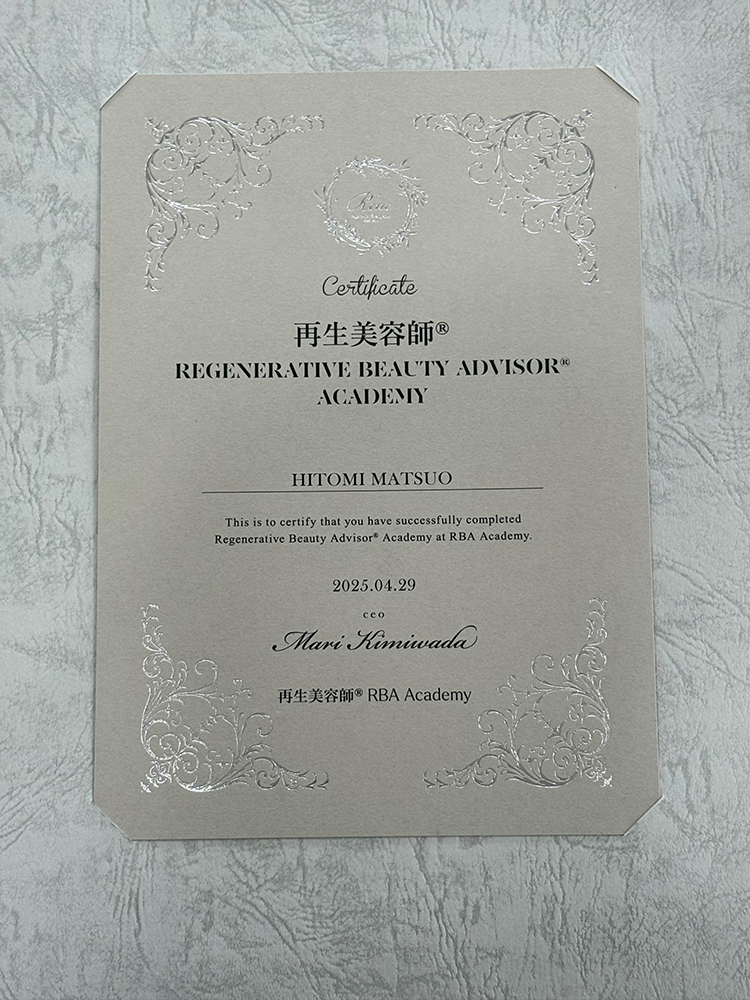 Certificate
再生美容師®
REGENERATIVE BEAUTY ADVISOR®
ACADEMY
HITOMI MATSUO
This is to certify that you have successfully completed
Regenerative Beauty Advisor® Academy at RBA Academy.
2025.04.29
ceo
Mari Kimiwada
再生美容師® RBA Academy